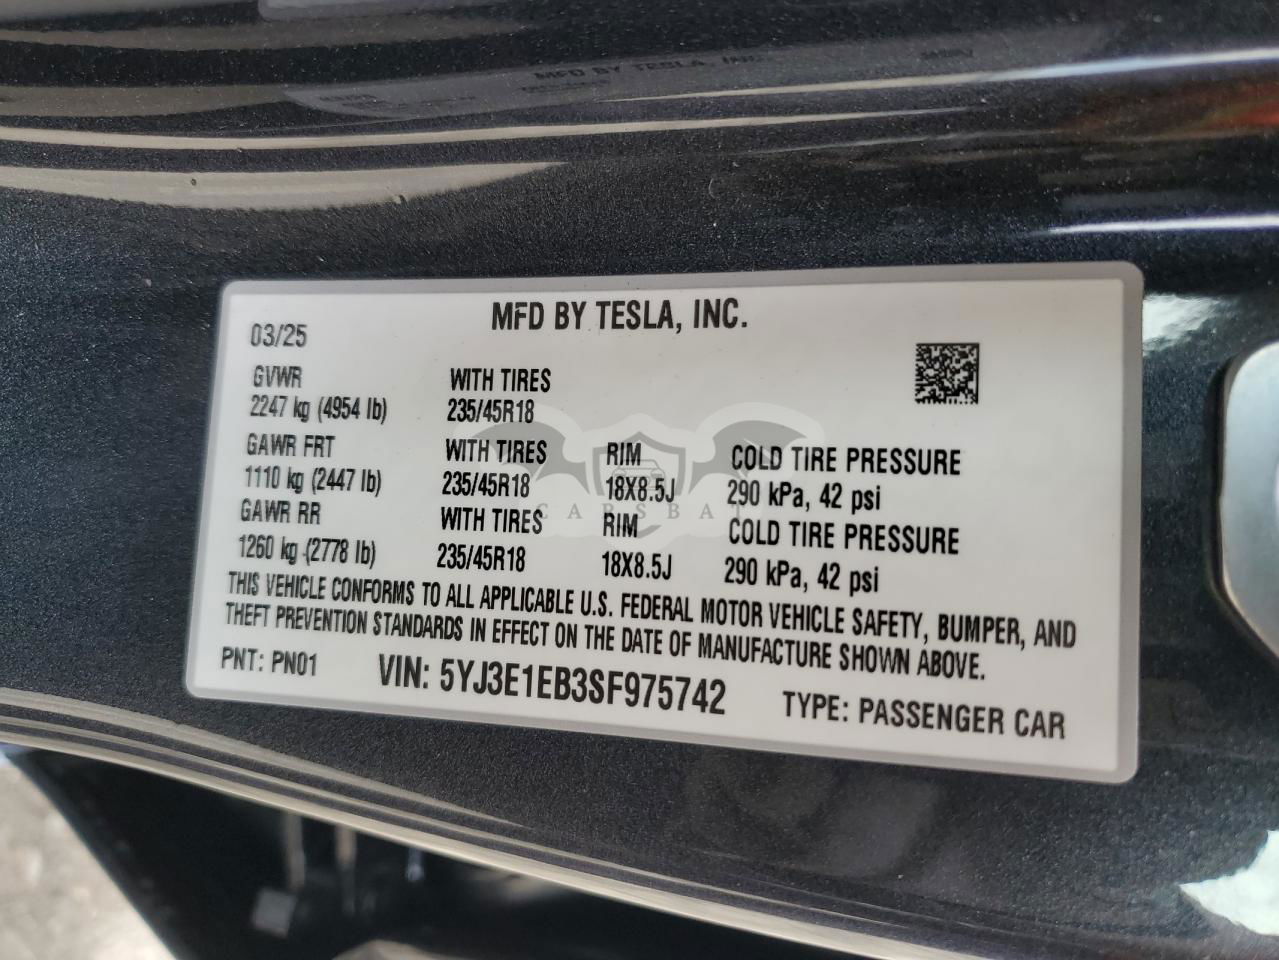 MFD BY TESLA, INC.
03/25
GVWR WITH TIRES
2247 kg (4954 lb) 235/45R18
GAWR FRT WITH TIRES RIM COLD TIRE PRESSURE
1110 kg (2447 lb) 235/45R18 18X8.5J 290 kPa, 42 psi
GAWR RR WITH TIRES RIM COLD TIRE PRESSURE
1260 kg (2778 lb) 235/45R18 18X8.5J 290 kPa, 42 psi
THIS VEHICLE CONFORMS TO ALL APPLICABLE U.S. FEDERAL MOTOR VEHICLE SAFETY, BUMPER, AND
THEFT PREVENTION STANDARDS IN EFFECT ON THE DATE OF MANUFACTURE SHOWN ABOVE.
PNT: PN01 VIN: 5YJ3E1EB3SF975742 TYPE: PASSENGER CAR
CARSBAT